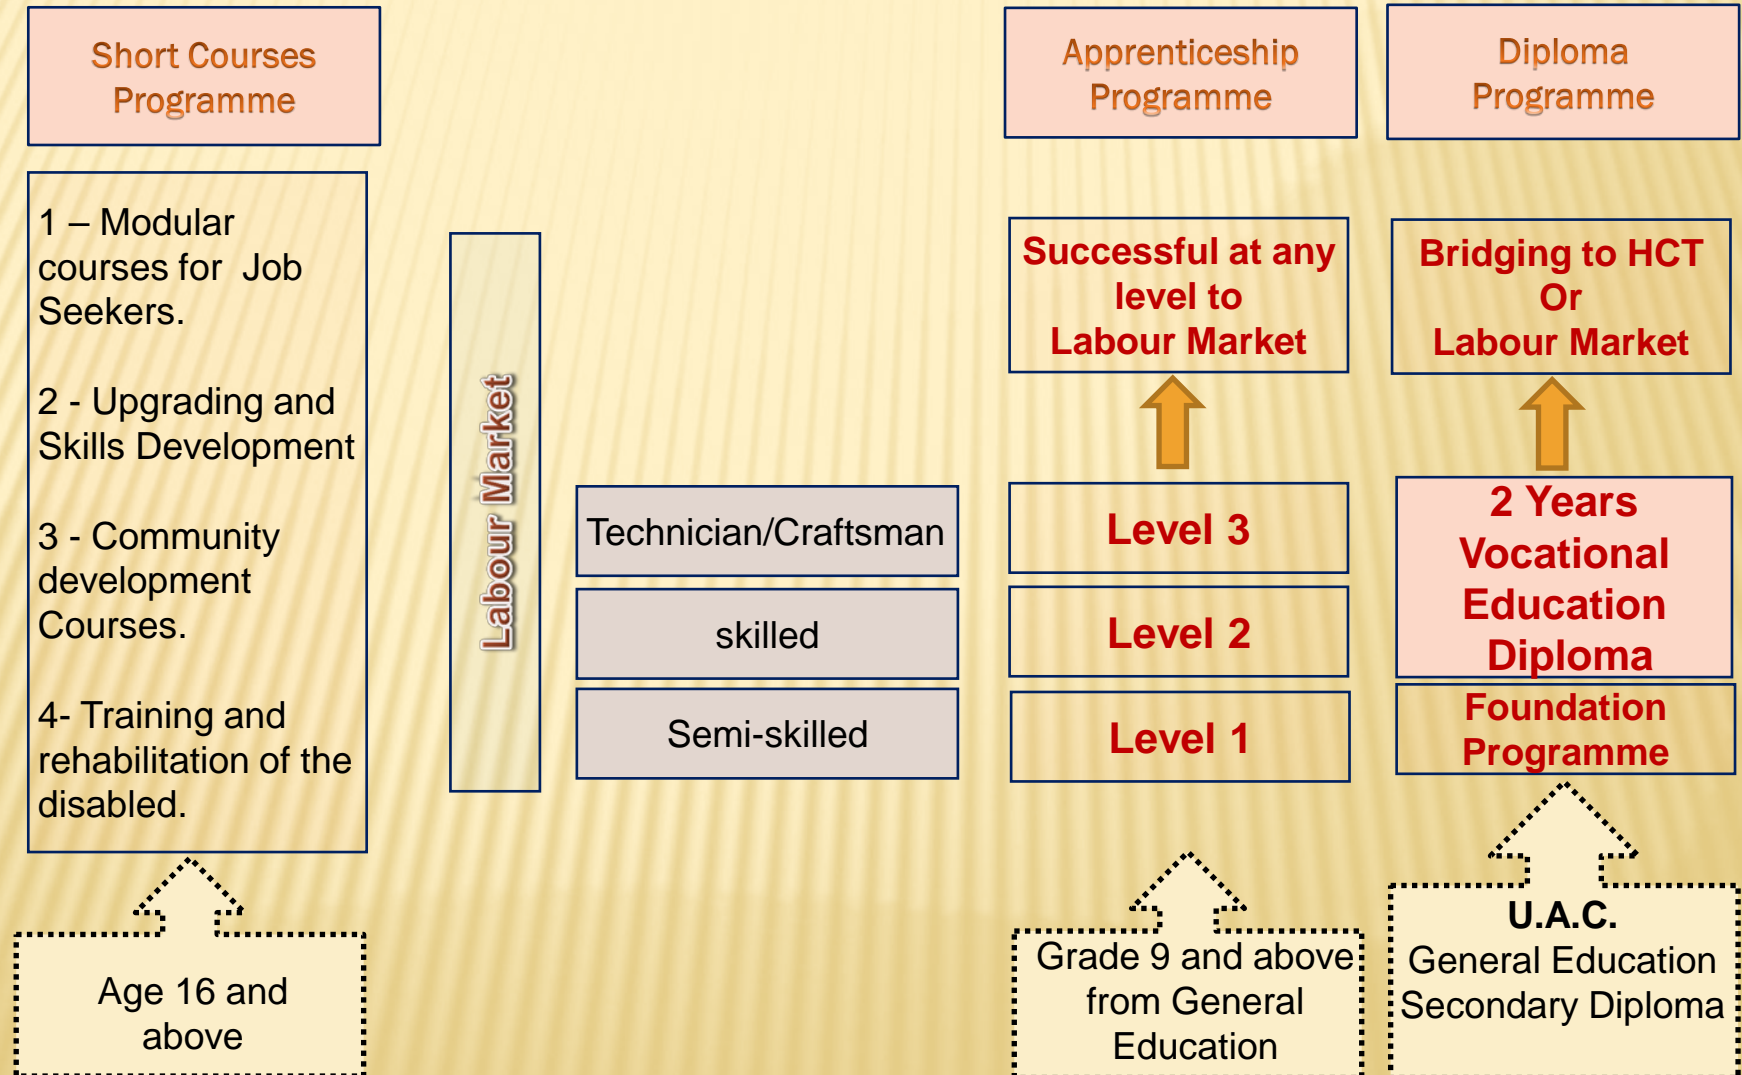 Short Courses
Programme
Apprenticeship
Programme
Diploma
Programme
1 – Modular
courses for  Job
Seekers.
2 - Upgrading and
Skills Development
3 - Community
development
Courses.
4- Training and
rehabilitation of the
disabled.
Age 16 and
above
Labour Market
Technician/Craftsman
skilled
Semi-skilled
Successful at any
level to
Labour Market
Level 3
Level 2
Level 1
Grade 9 and above
from General
Education
Bridging to HCT
Or
Labour Market
2 Years
Vocational
Education
Diploma
Foundation
Programme
U.A.C.
General Education
Secondary Diploma